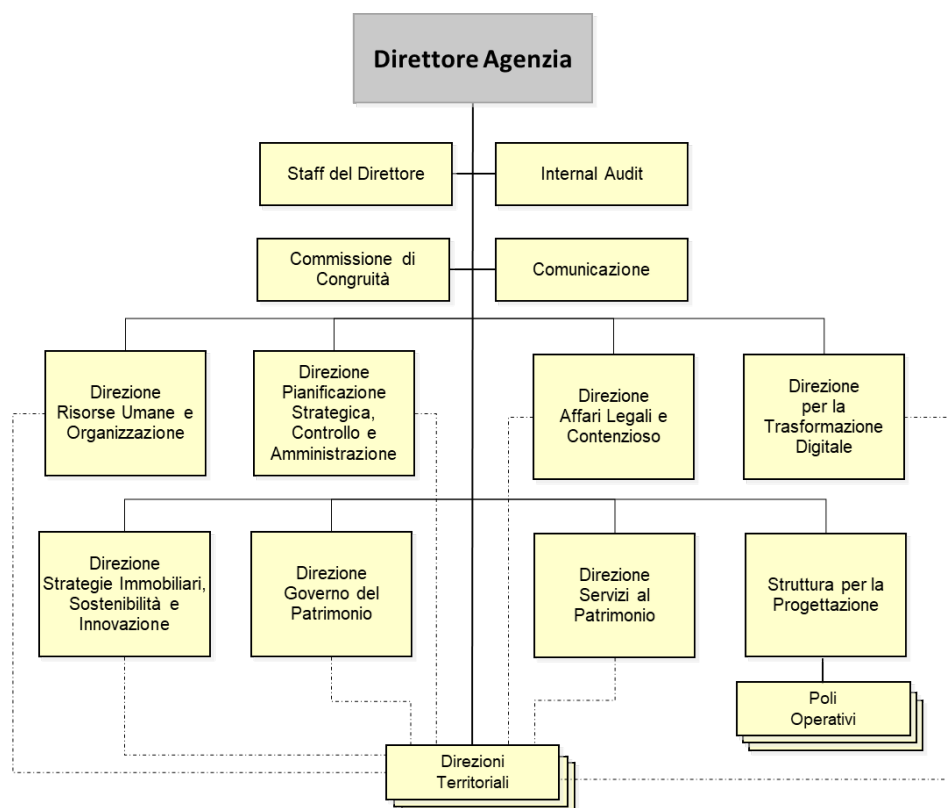 Direttore Agenzia
Staff del Direttore
Internal Audit
Commissione di
Congruità
Comunicazione
Direzione
Risorse Umane e
Organizzazione
Direzione
Pianificazione
Strategica,
Controllo e
Amministrazione
Direzione
Affari Legali e
Contenzioso
Direzione
per la
Trasformazione
Digitale
Direzione
Strategie Immobiliari,
Sostenibilità e
Innovazione
Direzione
Governo del
Patrimonio
Direzione
Servizi al
Patrimonio
Struttura per la
Progettazione
Poli
Operativi
Direzioni
Territoriali